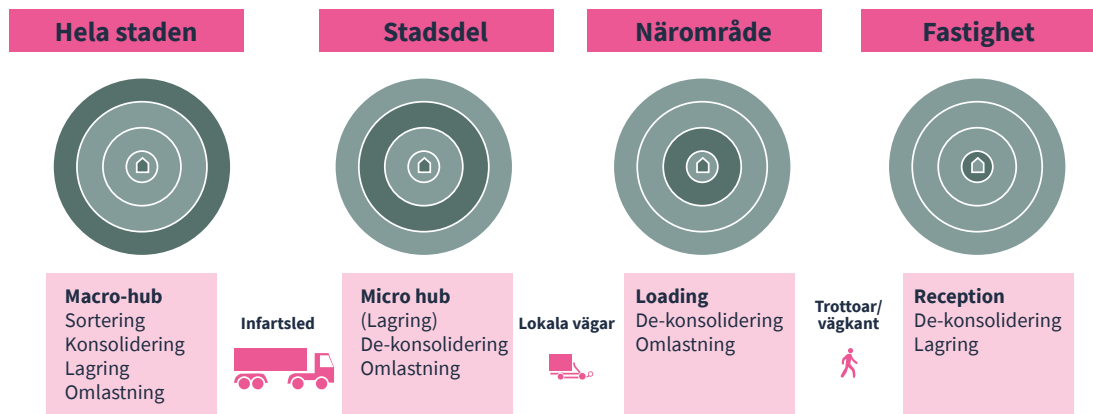 Hela staden
Stadsdel
Närområde
Fastighet
Macro-hub
Sortering
Konsolidering
Lagring
Omlastning
Infartsled
Micro hub
(Lagring)
De-konsolidering
Omlastning
Lokala vägar
Loading
De-konsolidering
Omlastning
Trottoar/
vägkant
Reception
De-konsolidering
Lagring